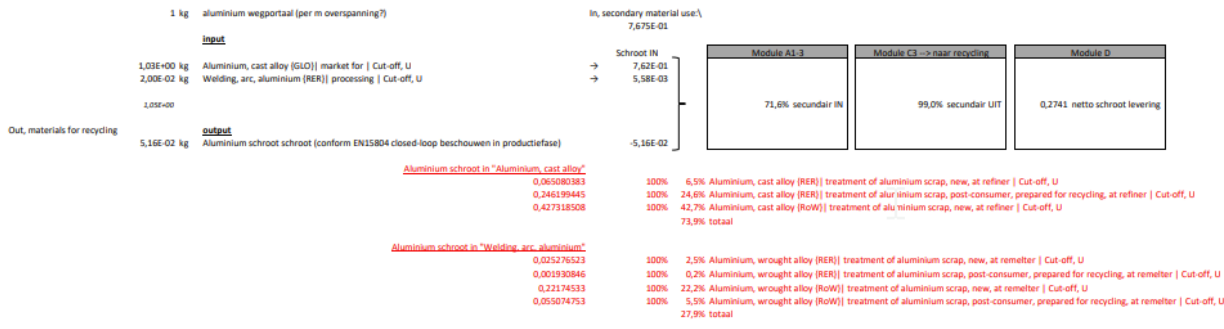 1 kg aluminium wegportaal (per m overspanning?) In, secondary material use:\
7,675E-01
input
Schroot IN Module A1-3 Module C3 --> naar recycling Module D
1,03E+00 kg Aluminium, cast alloy {GLO}| market for | Cut-off, U → 7,62E-01
2,00E-02 kg Welding, arc, aluminium {RER}| processing | Cut-off, U → 5,58E-03
1,05E+00 71,6% secundair IN 99,0% secundair UIT 0,2741 netto schroot levering
Out, materials for recycling output
5,16E-02 kg Aluminium schroot schroot (conform EN15804 closed-loop beschouwen in productiefase) -5,16E-02
Aluminium schroot in "Aluminium, cast alloy"
0,065080383 100% 6,5% Aluminium, cast alloy {RER}| treatment of aluminium scrap, new, at refiner | Cut-off, U
0,246199445 100% 24,6% Aluminium, cast alloy {RER}| treatment of aluminium scrap, post-consumer, prepared for recycling, at refiner | Cut-off, U
0,427318508 100% 42,7% Aluminium, cast alloy {RoW}| treatment of aluminium scrap, new, at refiner | Cut-off, U
73,9% totaal
Aluminium schroot in "Welding, arc, aluminium"
0,025276523 100% 2,5% Aluminium, wrought alloy {RER}| treatment of aluminium scrap, new, at remelter | Cut-off, U
0,001930846 100% 0,2% Aluminium, wrought alloy {RER}| treatment of aluminium scrap, post-consumer, prepared for recycling, at remelter | Cut-off, U
0,22174533 100% 22,2% Aluminium, wrought alloy {RoW}| treatment of aluminium scrap, new, at remelter | Cut-off, U
0,055074753 100% 5,5% Aluminium, wrought alloy {RoW}| treatment of aluminium scrap, post-consumer, prepared for recycling, at remelter | Cut-off, U
27,9% totaal